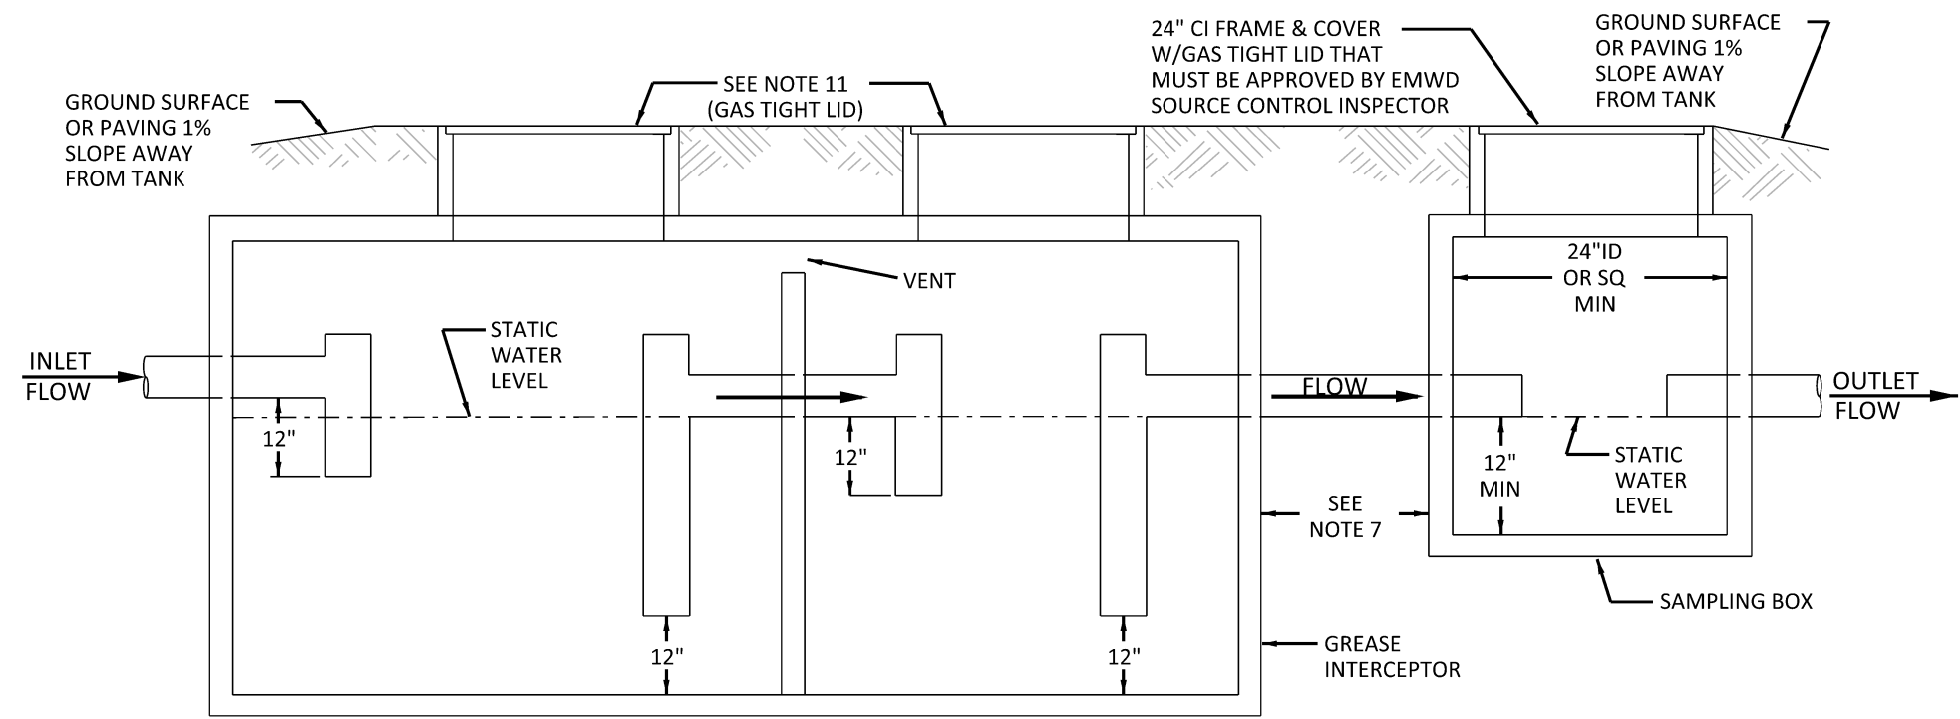 24" CI FRAME & COVER
W/GAS TIGHT LID THAT
MUST BE APPROVED BY EMWD
SOURCE CONTROL INSPECTOR
GROUND SURFACE
OR PAVING 1%
SLOPE AWAY
FROM TANK
SEE NOTE 11
(GAS TIGHT LID)
GROUND SURFACE
OR PAVING 1%
SLOPE AWAY
FROM TANK
24"ID
OR SQ
MIN
VENT
STATIC
WATER
LEVEL
INLET
FLOW
FLOW
OUTLET
FLOW
12"
12"
12"
MIN
STATIC
WATER
LEVEL
SEE
NOTE 7
SAMPLING BOX
12"
12"
GREASE
INTERCEPTOR